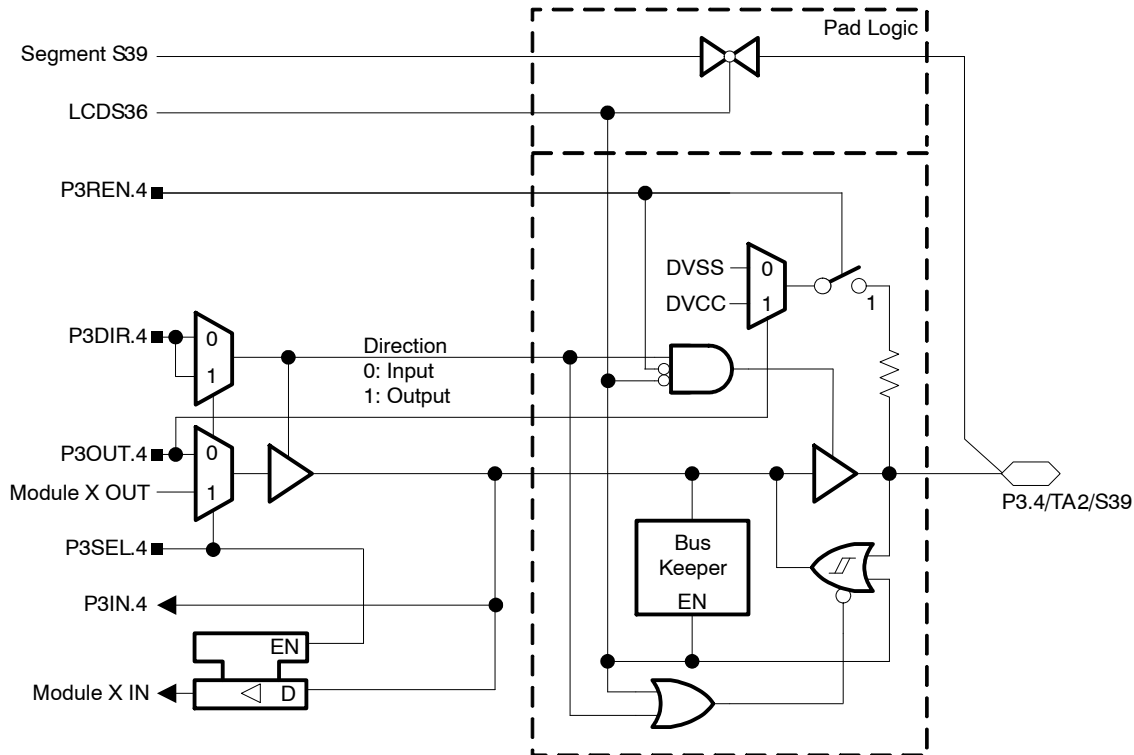 Pad Logic
Segment S39
LCDS36
P3REN.4
DVSS
0
DVCC
1
1
P3DIR.4
0
1
Direction
0: Input
1: Output
P3OUT.4
0
Module X OUT
1
P3.4/TA2/S39
P3SEL.4
Bus
Keeper
EN
P3IN.4
EN
Module X IN
D